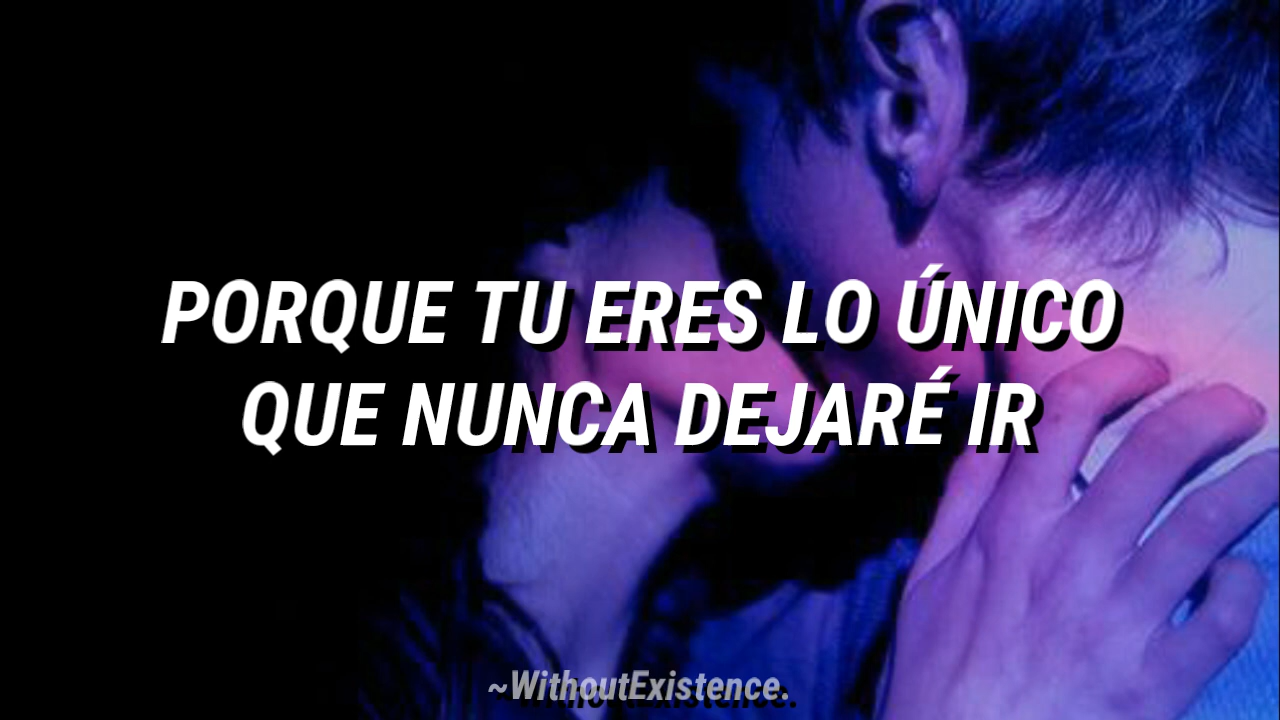 PORQUE TU ERES LO ÚNICO
QUE NUNCA DEJARÉ IR
~WithoutExistence.